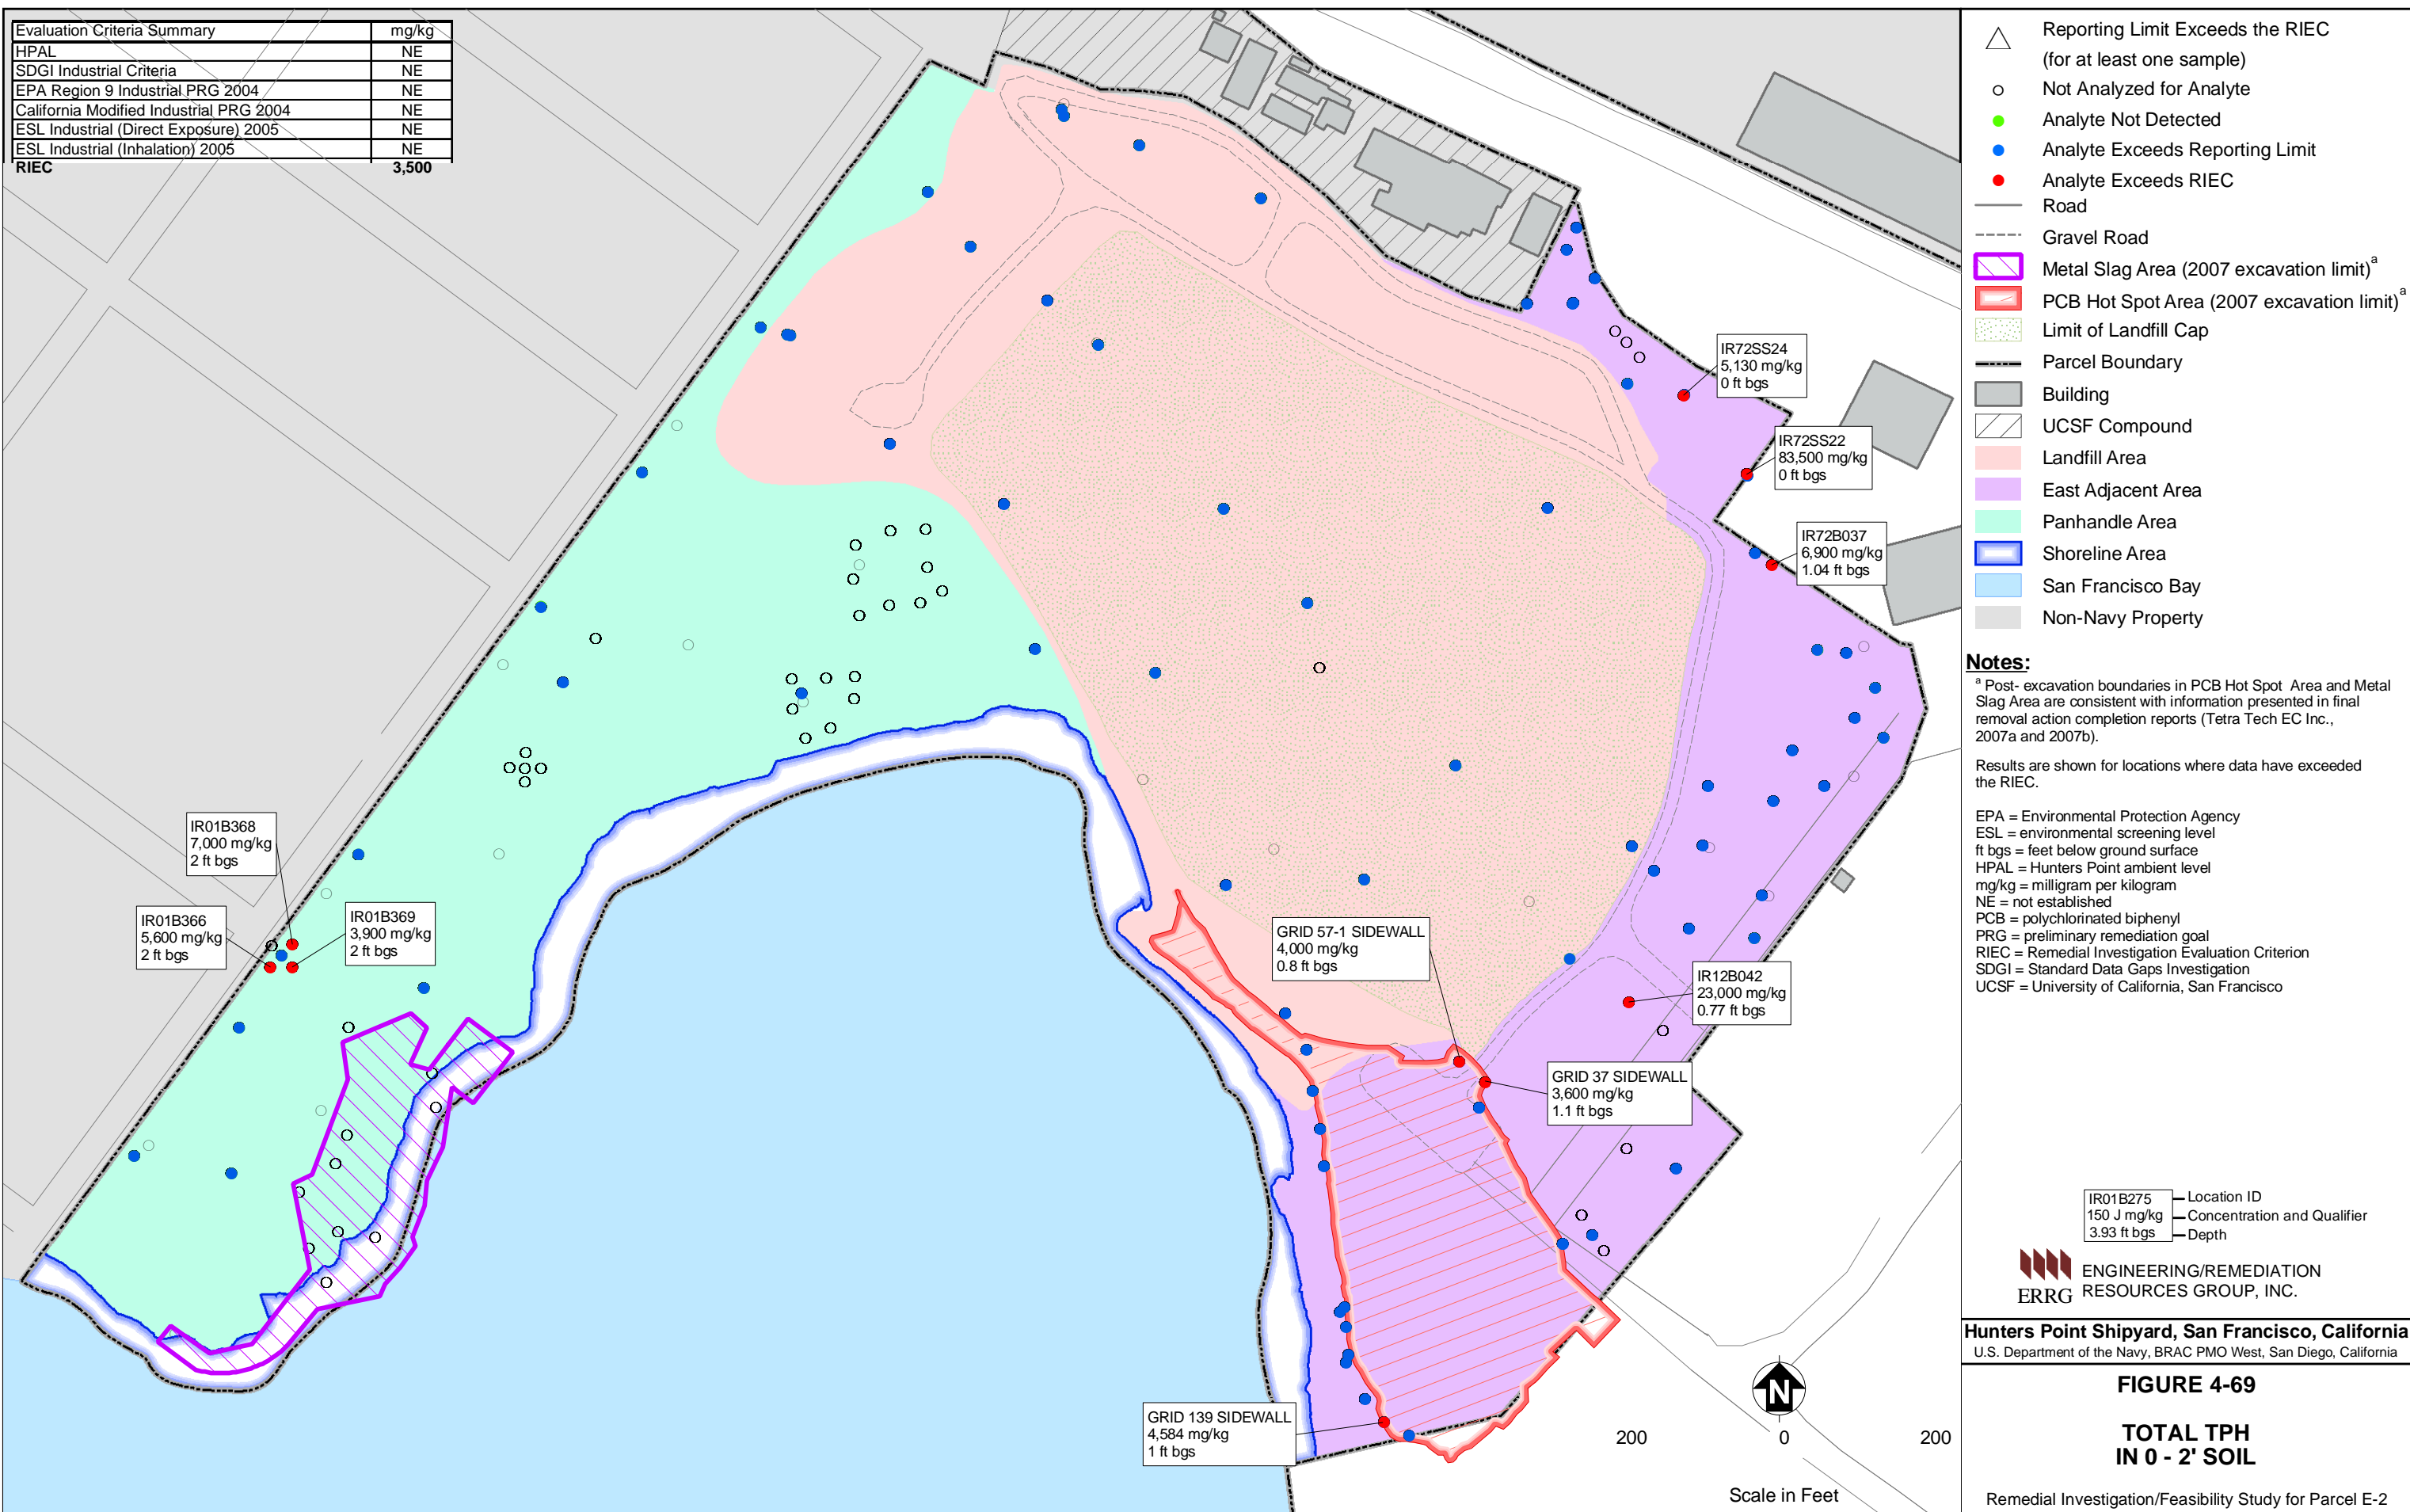 Evaluation Criteria Summary mg/kg
HPAL NE
SDGI Industrial Criteria NE
EPA Region 9 Industrial PRG 2004 NE
California Modified Industrial PRG 2004 NE
ESL Industrial (Direct Exposure) 2005 NE
ESL Industrial (Inhalation) 2005 NE
RIEC 3,500
IR72SS24
5,130 mg/kg
0 ft bgs
IR72SS22
83,500 mg/kg
0 ft bgs
IR72B037
6,900 mg/kg
1.04 ft bgs
IR01B368
7,000 mg/kg
2 ft bgs
IR01B366
5,600 mg/kg
2 ft bgs
IR01B369
3,900 mg/kg
2 ft bgs
GRID 57-1 SIDEWALL
4,000 mg/kg
0.8 ft bgs
IR12B042
23,000 mg/kg
0.77 ft bgs
GRID 37 SIDEWALL
3,600 mg/kg
1.1 ft bgs
GRID 139 SIDEWALL
4,584 mg/kg
1 ft bgs
N
200 0 200
Scale in Feet
Reporting Limit Exceeds the RIEC
(for at least one sample)
Not Analyzed for Analyte
Analyte Not Detected
Analyte Exceeds Reporting Limit
Analyte Exceeds RIEC
Road
Gravel Road
Metal Slag Area (2007 excavation limit)a
PCB Hot Spot Area (2007 excavation limit)a
Limit of Landfill Cap
Parcel Boundary
Building
UCSF Compound
Landfill Area
East Adjacent Area
Panhandle Area
Shoreline Area
San Francisco Bay
Non-Navy Property
Notes:
a Post- excavation boundaries in PCB Hot Spot Area and Metal
Slag Area are consistent with information presented in final
removal action completion reports (Tetra Tech EC Inc.,
2007a and 2007b).
Results are shown for locations where data have exceeded
the RIEC.
EPA = Environmental Protection Agency
ESL = environmental screening level
ft bgs = feet below ground surface
HPAL = Hunters Point ambient level
mg/kg = milligram per kilogram
NE = not established
PCB = polychlorinated biphenyl
PRG = preliminary remediation goal
RIEC = Remedial Investigation Evaluation Criterion
SDGI = Standard Data Gaps Investigation
UCSF = University of California, San Francisco
IR01B275 Location ID
150 J mg/kg Concentration and Qualifier
3.93 ft bgs Depth
ENGINEERING/REMEDIATION
RESOURCES GROUP, INC.
ERRG
Hunters Point Shipyard, San Francisco, California
U.S. Department of the Navy, BRAC PMO West, San Diego, California
FIGURE 4-69
TOTAL TPH
IN 0 - 2' SOIL
Remedial Investigation/Feasibility Study for Parcel E-2